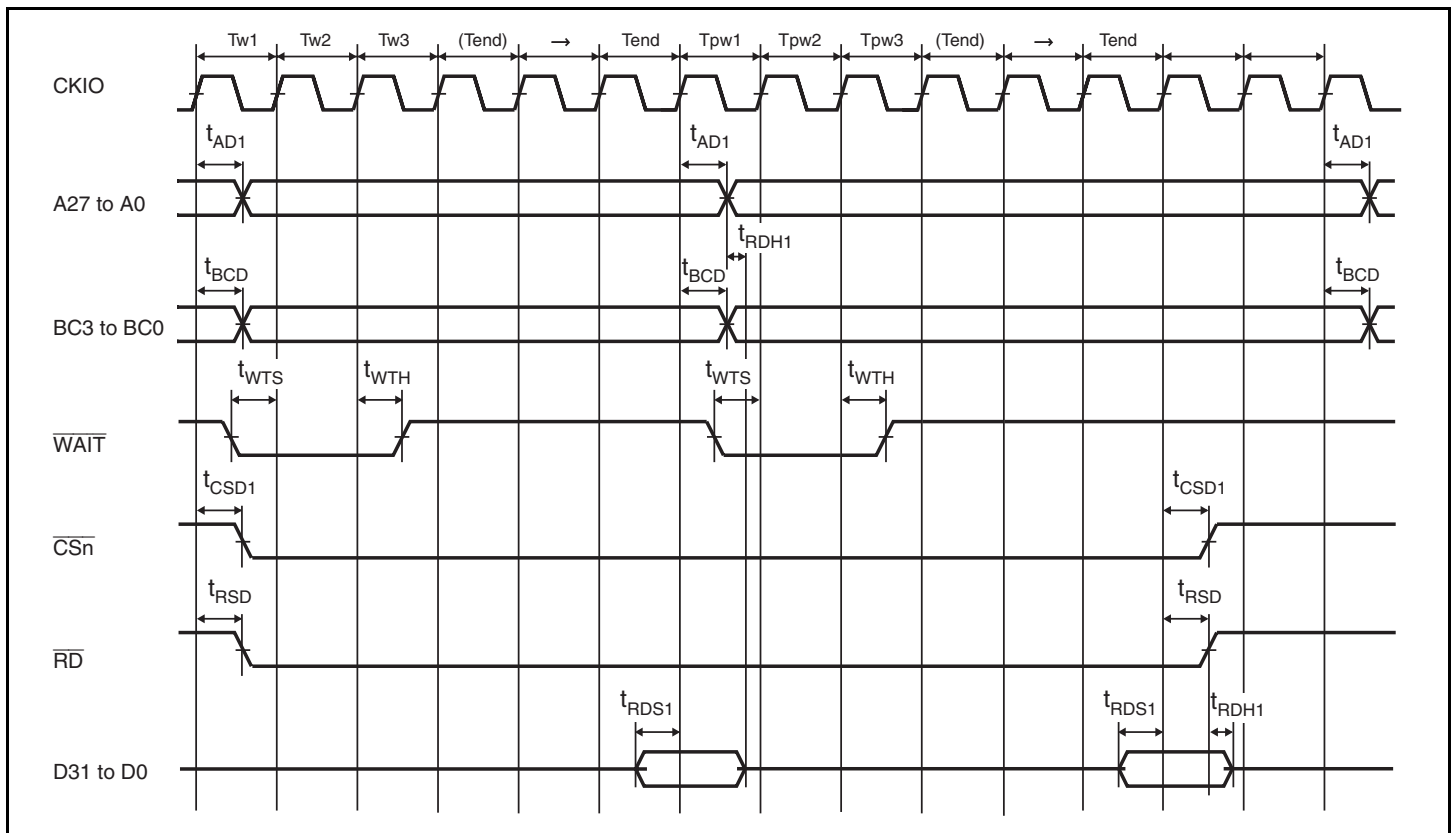 Tw1 Tw2 Tw3 (Tend) → Tend Tpw1 Tpw2 Tpw3 (Tend) → Tend
CKIO
tAD1 tAD1 tAD1
A27 to A0
tRDH1
tBCD tBCD tBCD
BC3 to BC0
tWTS tWTH tWTS tWTH
WAIT
tCSD1 tCSD1
CSn
tRSD tRSD
RD
tRDS1 tRDS1 tRDH1
D31 to D0